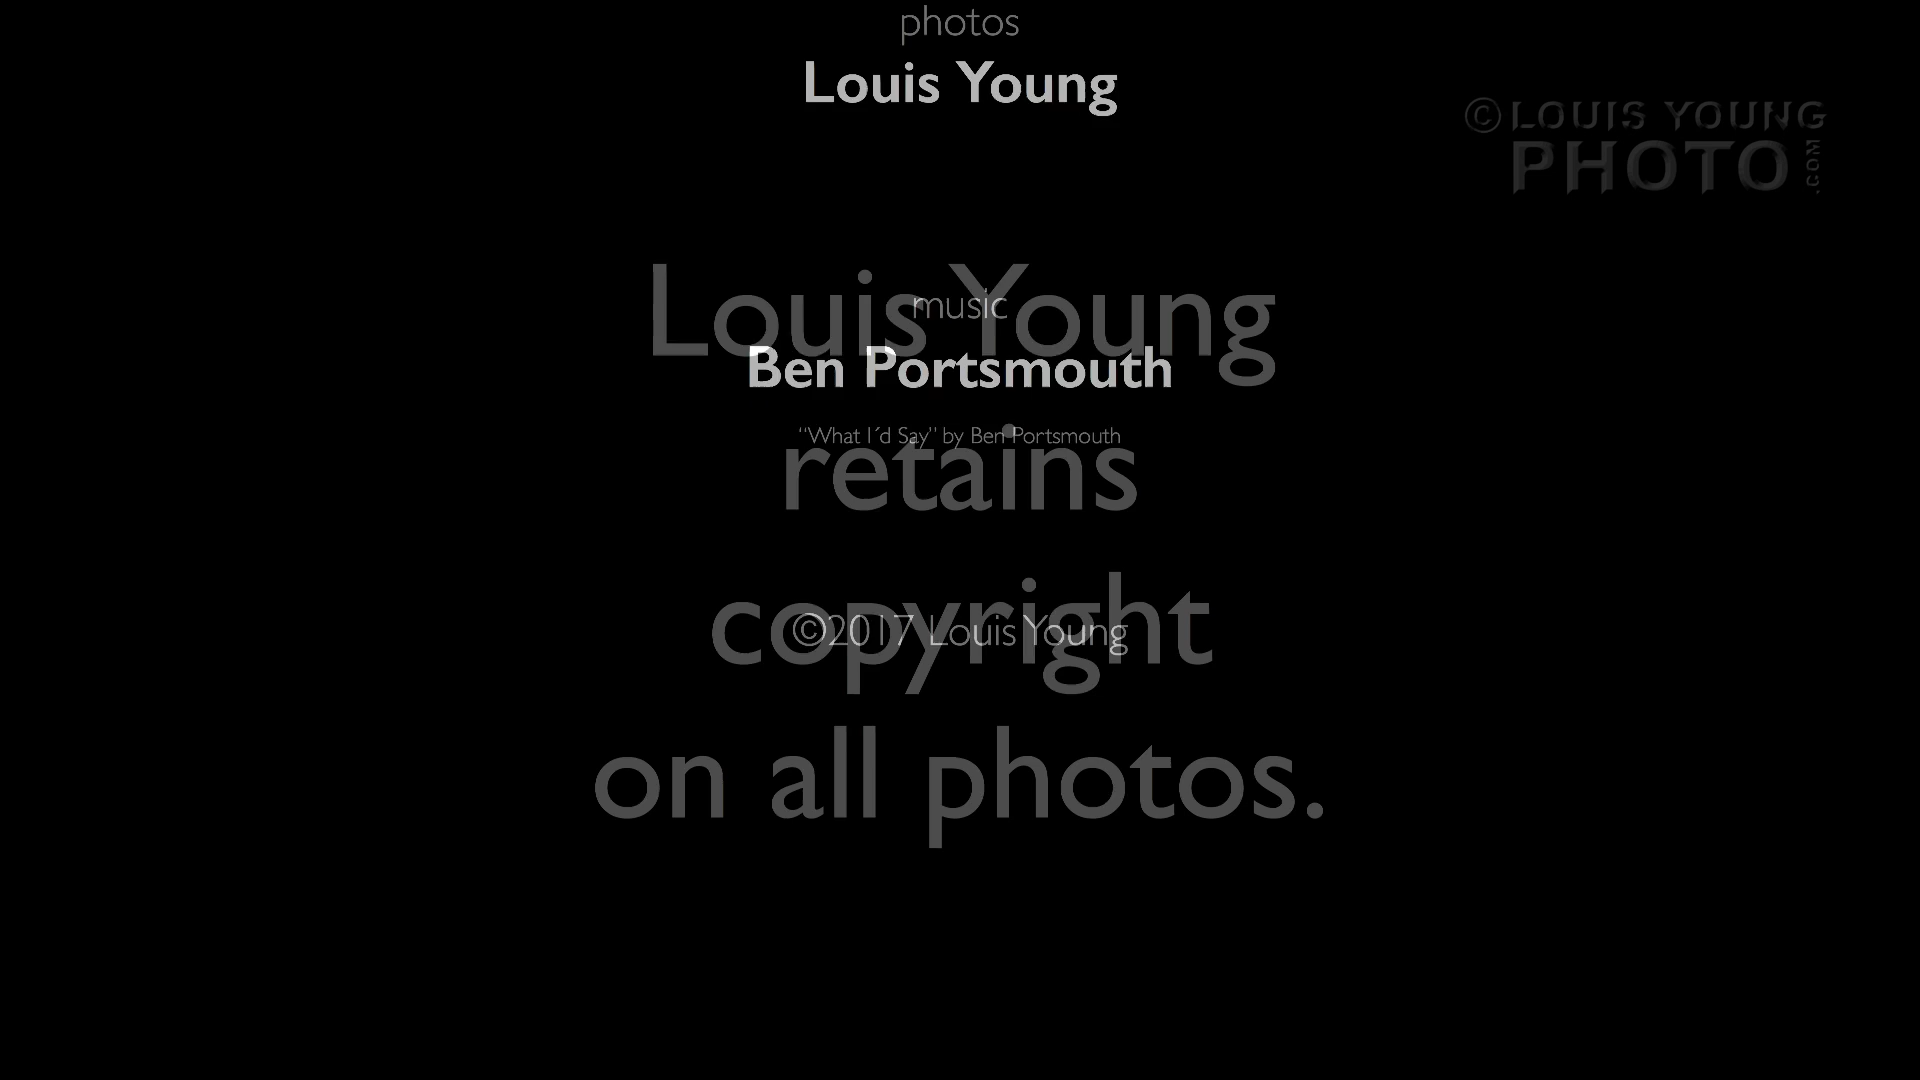 photos
Louis Young
© LOUIS YOUNG
PHOTO .COM
Louis Young
music
Ben Portsmouth
“What I´d Say” by Ben Portsmouth
retains
copyright
©2017 Louis Young
on all photos.